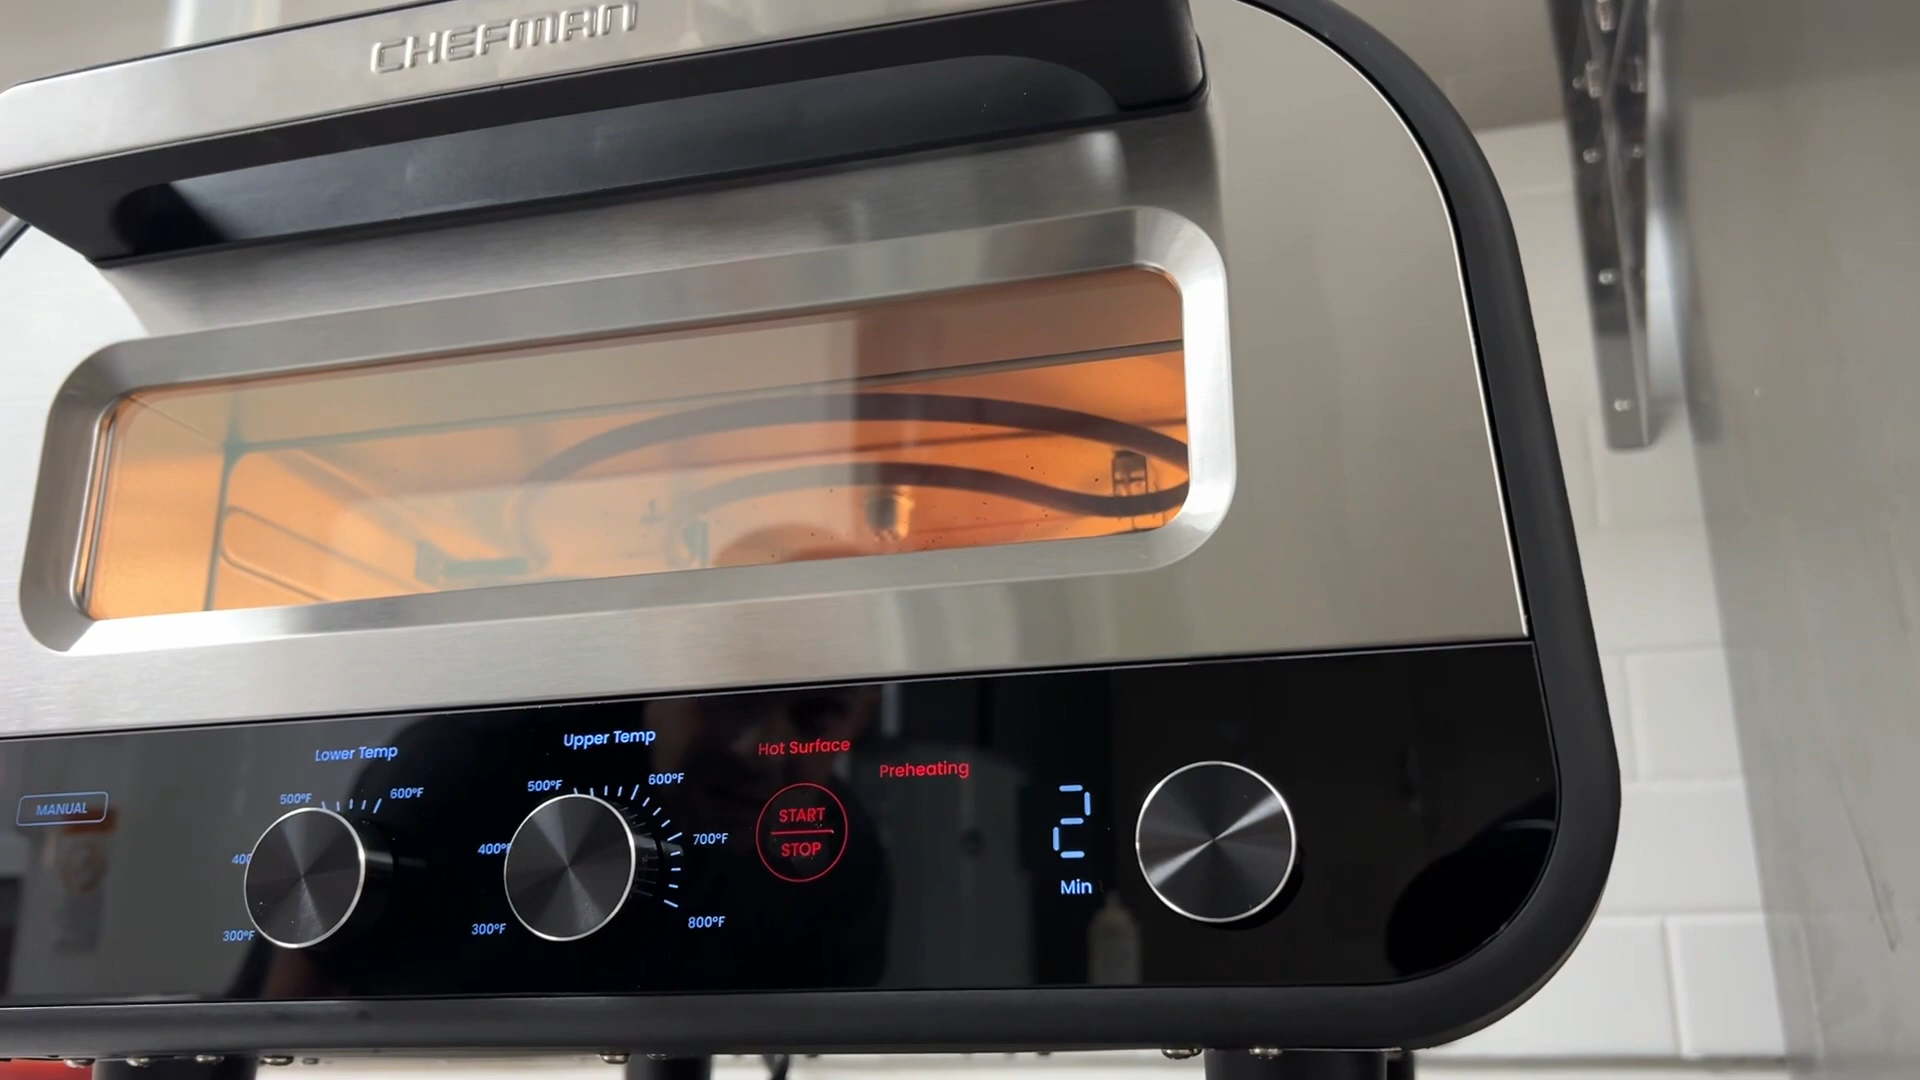 CHEFMAN
MANUAL
Lower Temp
500°F
600°F
300°F
Upper Temp
500°F
600°F
400°F
700°F
300°F
800°F
Hot Surface
START
STOP
Preheating
2
Min